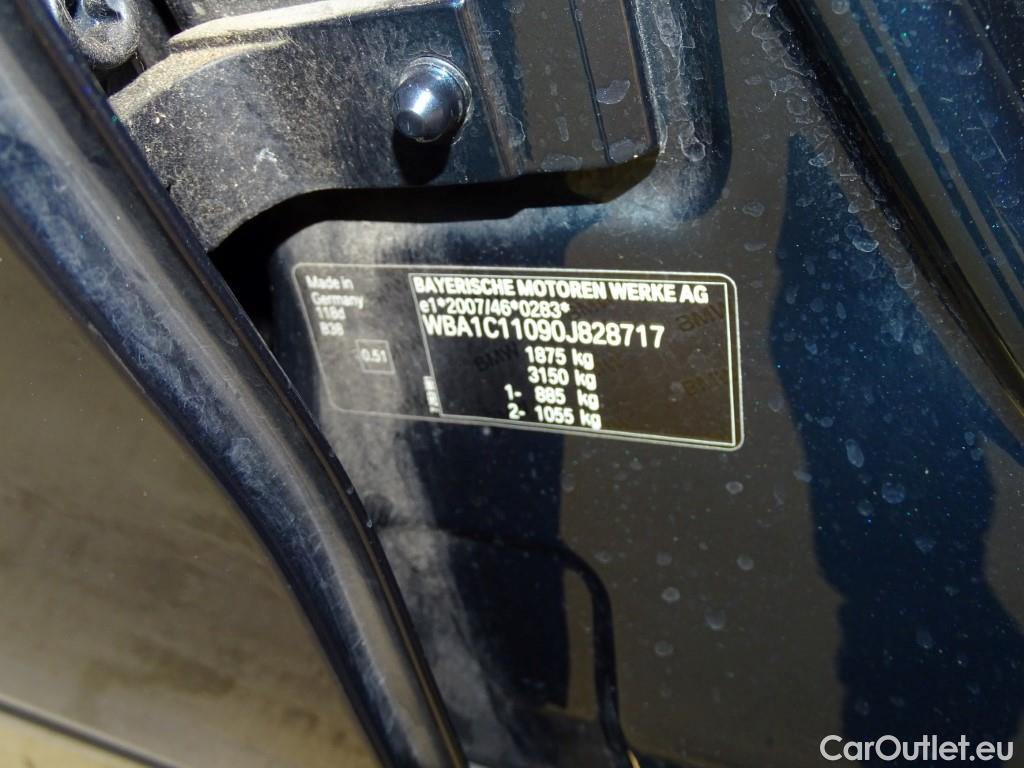 Made in
Germany
118d
B38
0.51
BAYERISCHE MOTOREN WERKE AG
e1*2007/46*0283*
WBA1C11090J828717
1875 kg
3150 kg
1- 885 kg
2- 1055 kg
CarOutlet.eu